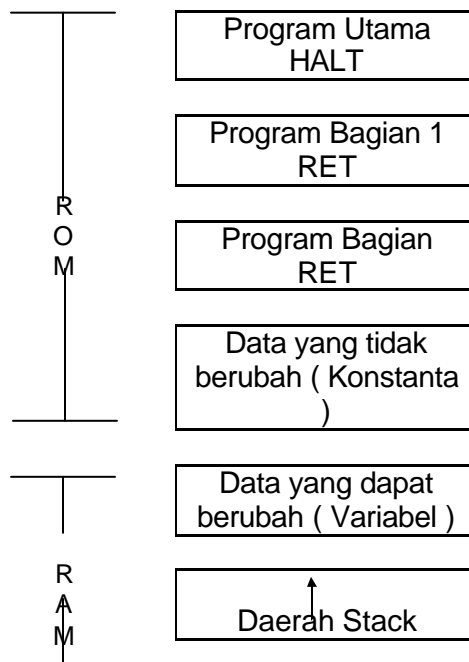 Program Utama
HALT
Program Bagian 1
RET
R
O
M
Program Bagian
RET
Data yang tidak
berubah ( Konstanta
)
Data yang dapat
berubah ( Variabel )
R
A
M
Daerah Stack